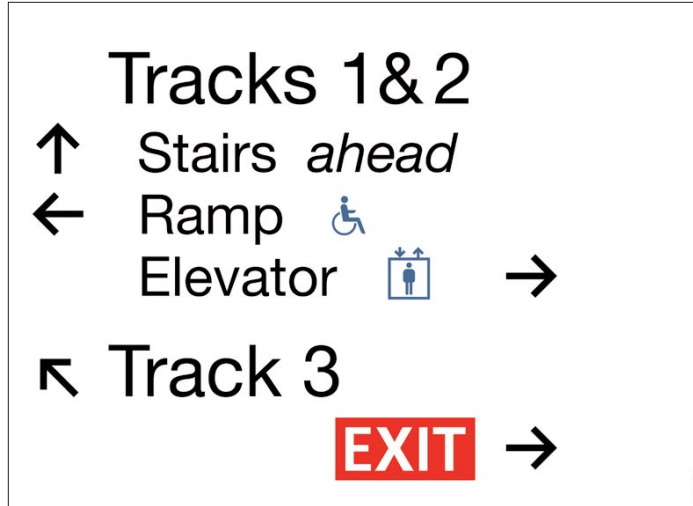 Tracks 1 & 2
↑ Stairs ahead
← Ramp
Elevator →
↖ Track 3
EXIT →